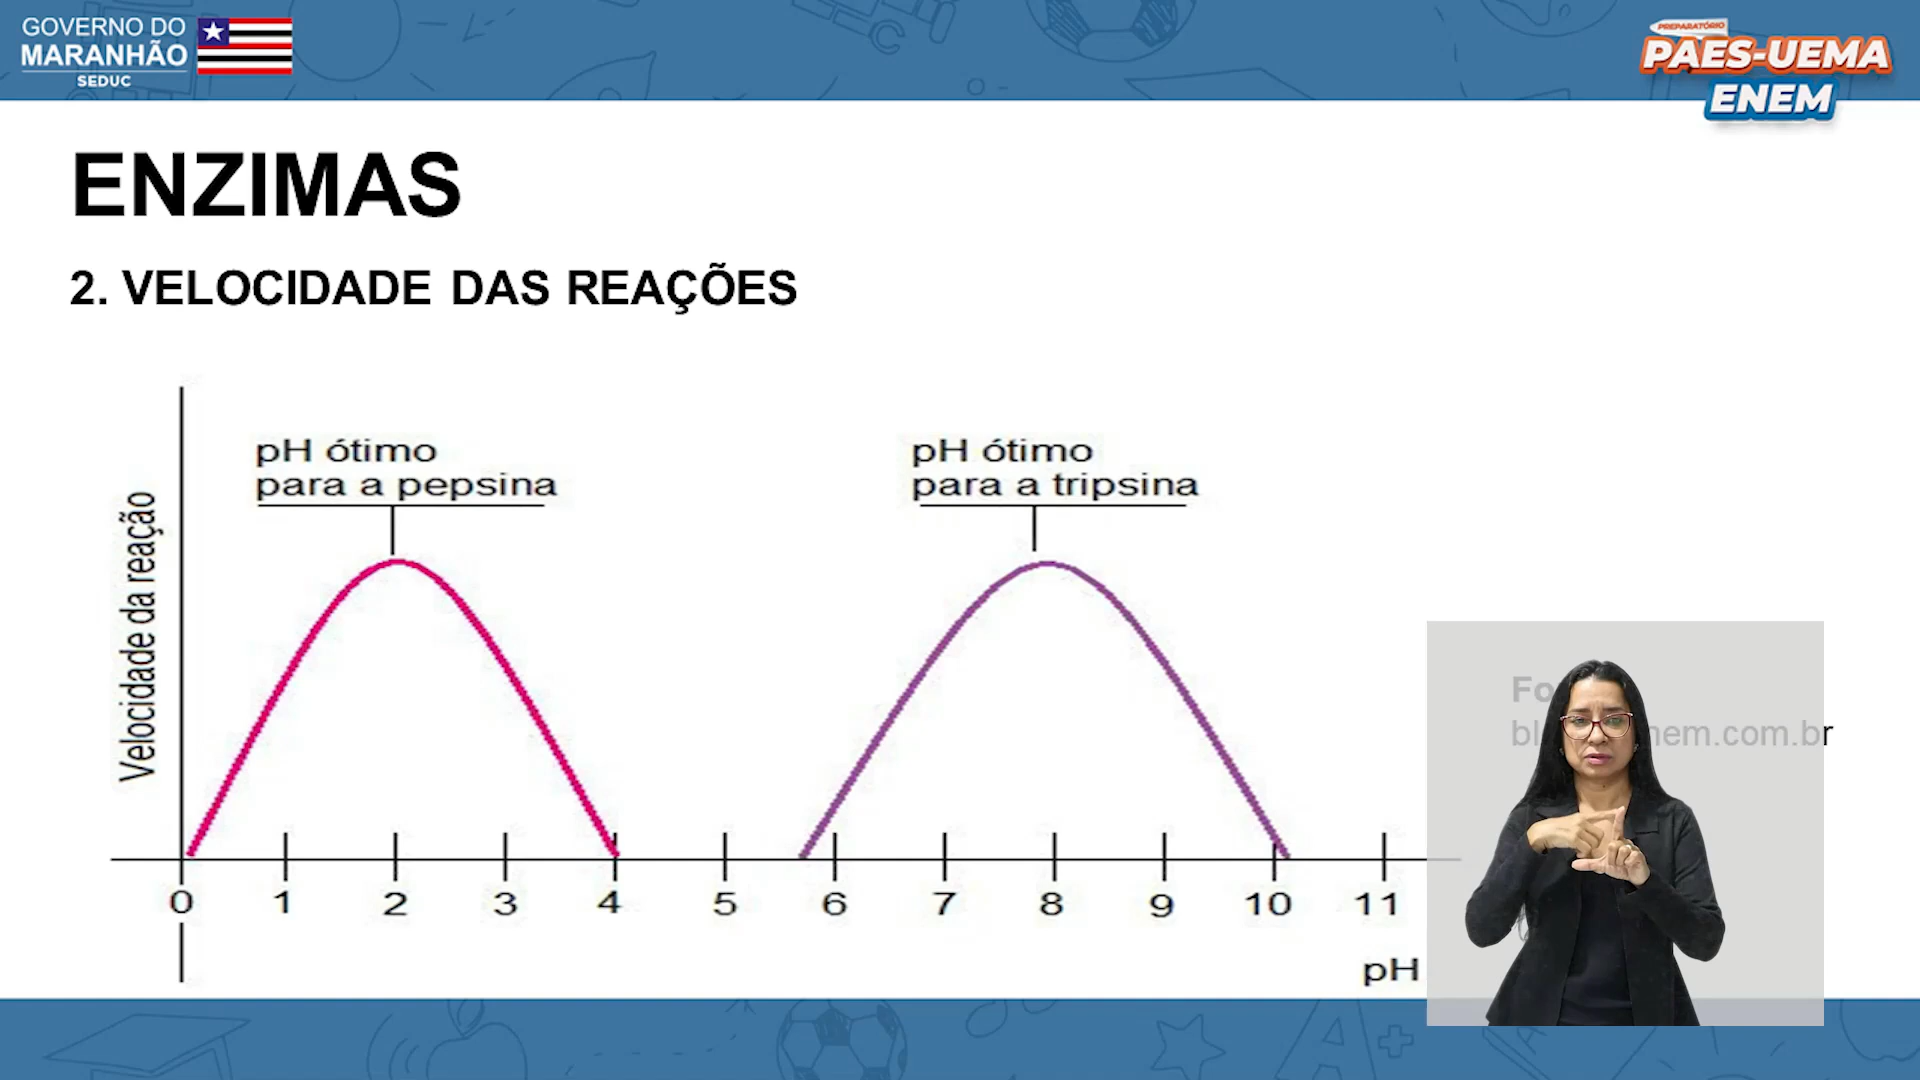 GOVERNO DO
MARANHÃO
SEDUC
PREPARATÓRIO
PAES-UEMA
ENEM
ENZIMAS
2. VELOCIDADE DAS REAÇÕES
pH ótimo
para a pepsina
pH ótimo
para a tripsina
Velocidade da reação
0 1 2 3 4 5 6 7 8 9 10 11
pH